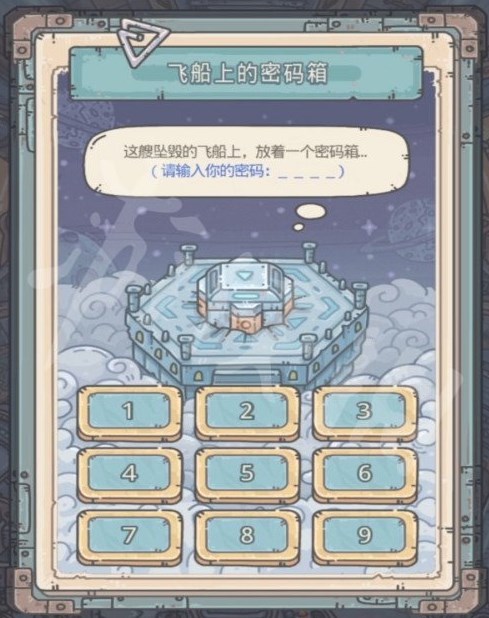 飞船上的密码箱
这艘坠毁的飞船上，放着一个密码箱...
（请输入你的密码：_ _ _ _）
1 2 3
4 5 6
7 8 9